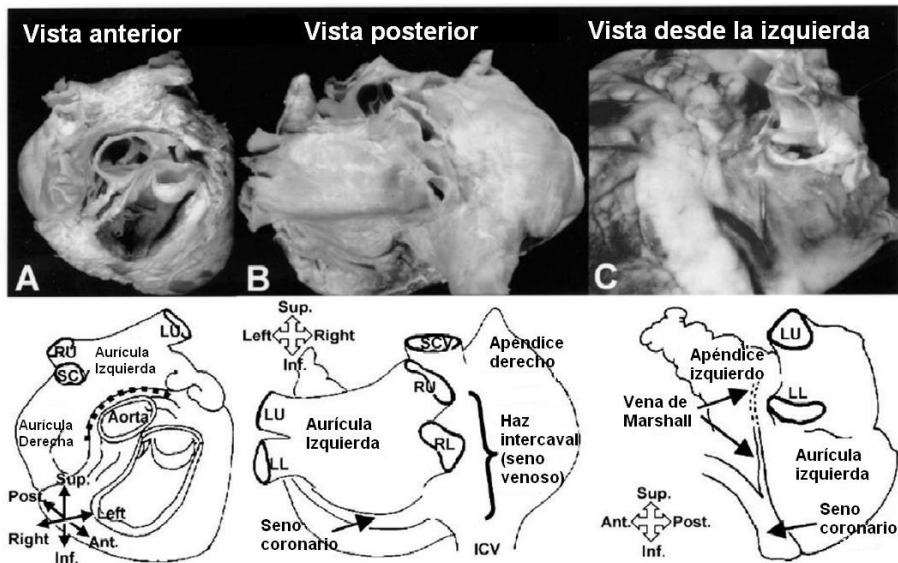 Vista anterior
Vista posterior
Vista desde la izquierda
A
B
C
LU
RU
Aurícula
Izquierda
SCV
Aorta
Aurícula
Derecha
Sup.
Post.
Left
Right
Ant.
Inf.
Sup.
Left
Right
Inf.
SCV
Apéndice
derecho
RU
LU
Aurícula
Izquierda
RL
LL
Haz
intercaval
(seno
venoso)
Seno
coronario
ICV
LU
Apéndice
izquierdo
Vena de
Marshall
LL
Aurícula
izquierda
Sup.
Ant.
Post.
Inf.
Seno
coronario